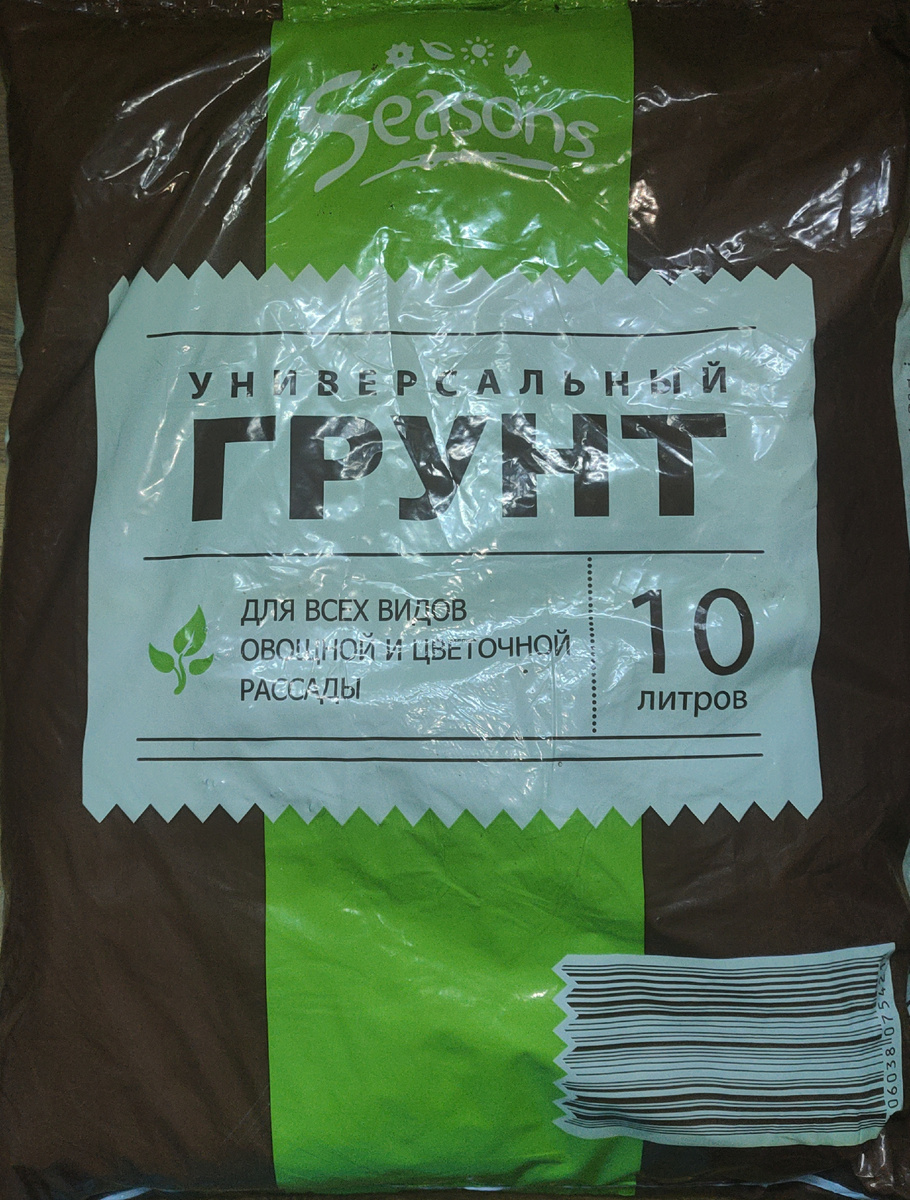 Seasons
УНИВЕРСАЛЬНЫЙ
ГРУНТ
ДЛЯ ВСЕХ ВИДОВ
ОВОЩНОЙ И ЦВЕТОЧНОЙ
РАССАДЫ
10
литров